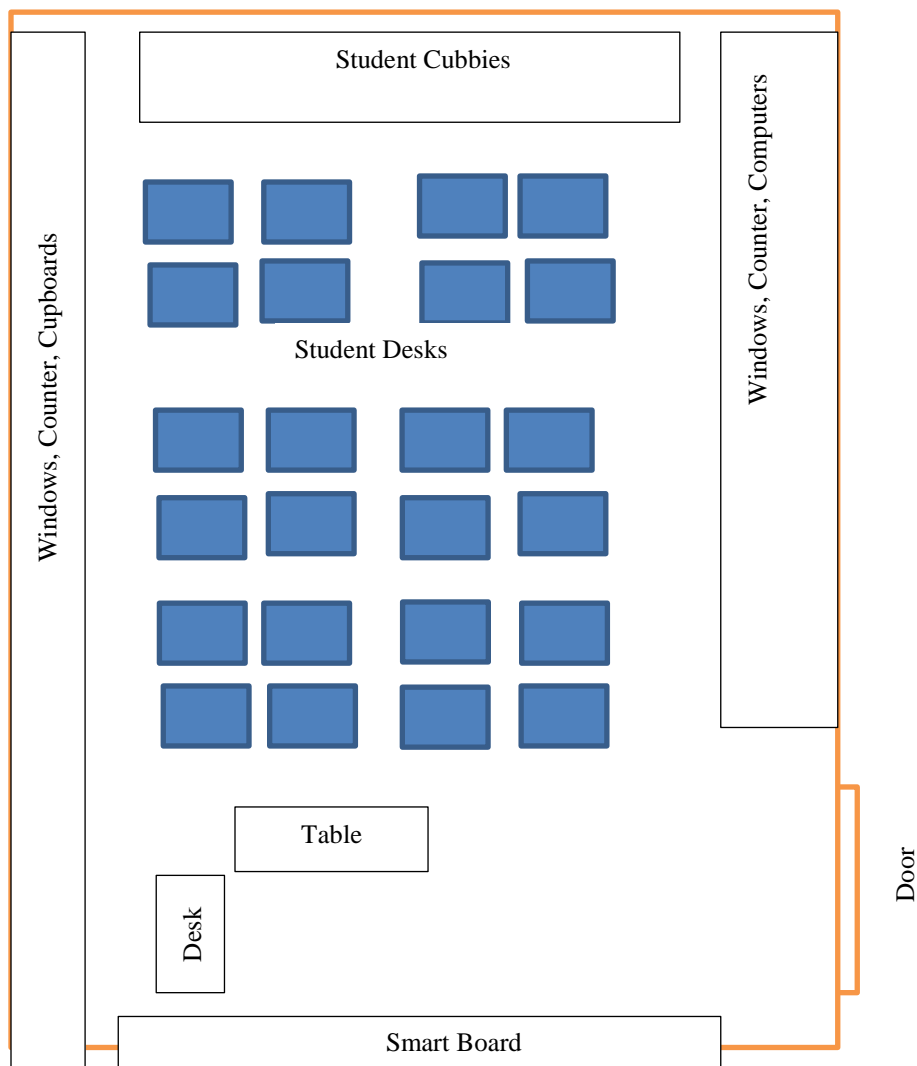 Student Cubbies
Windows, Counter, Cupboards
Windows, Counter, Computers
Student Desks
Table
Desk
Door
Smart Board